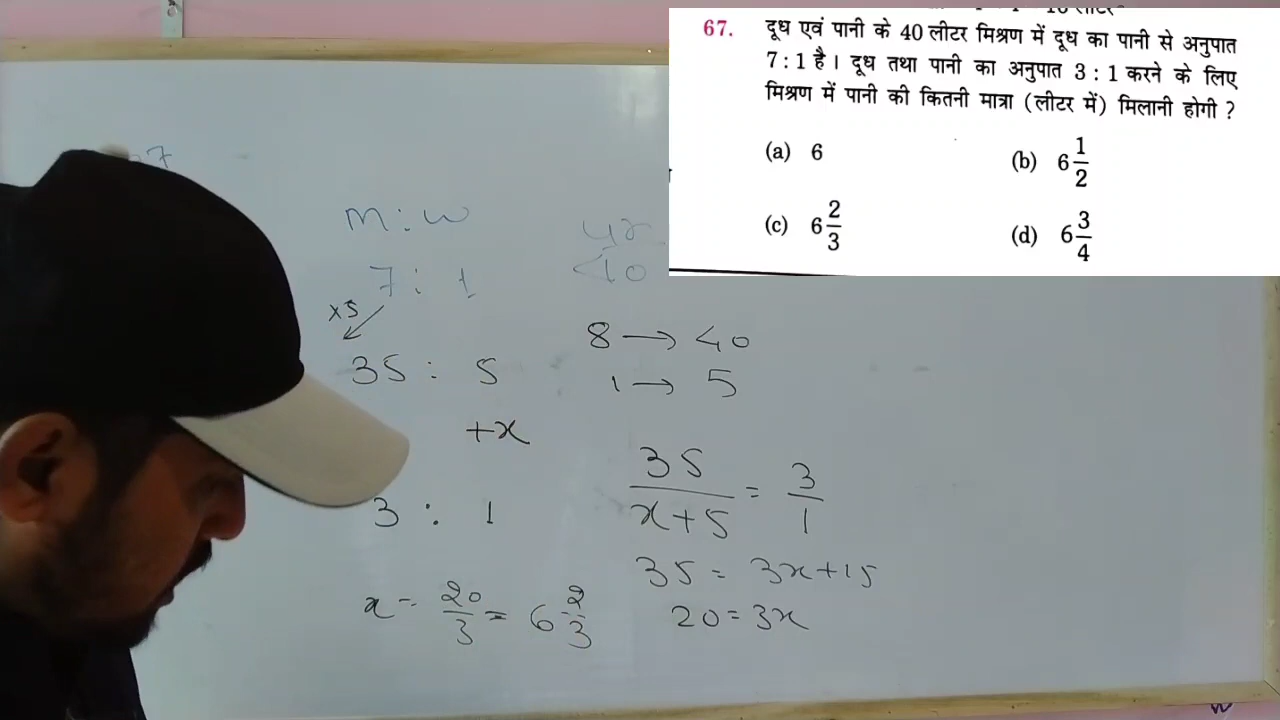 67. दूध एवं पानी के 40 लीटर मिश्रण में दूध का पानी से अनुपात
7 : 1 है । दूध तथा पानी का अनुपात 3 : 1 करने के लिए
मिश्रण में पानी की कितनी मात्रा (लीटर में) मिलानी होगी ?
(a) 6
(b) 6 1/2
(c) 6 2/3
(d) 6 3/4
m : w
7 : 1
40
×5
35 : 5
+x
3 : 1
x = 20/3 = 6 2/3
8 → 40
1 → 5
35/(x+5) = 3/1
35 = 3x+15
20 = 3x